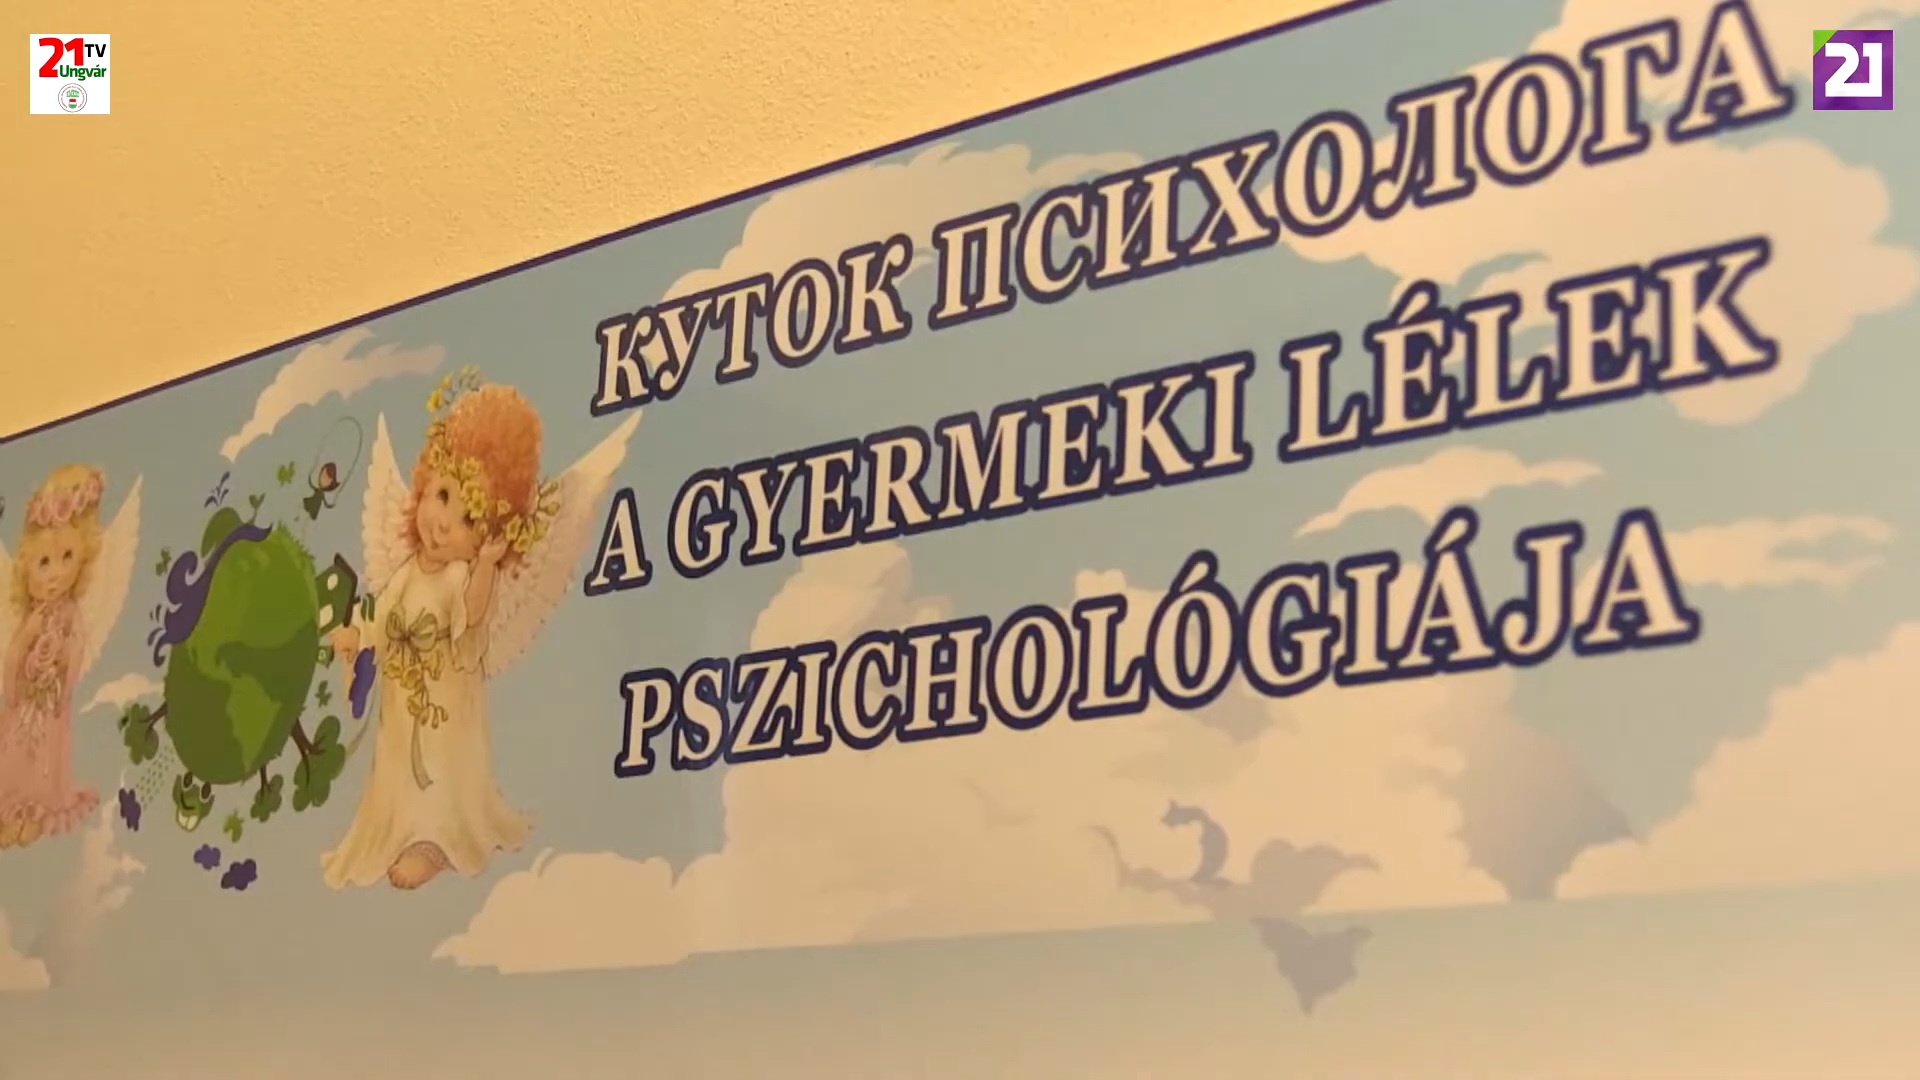 21 TV
Ungvár
21
КУТОК ПСИХОЛОГА
A GYERMEKI LÉLEK
PSZICHOLÓGIÁJA